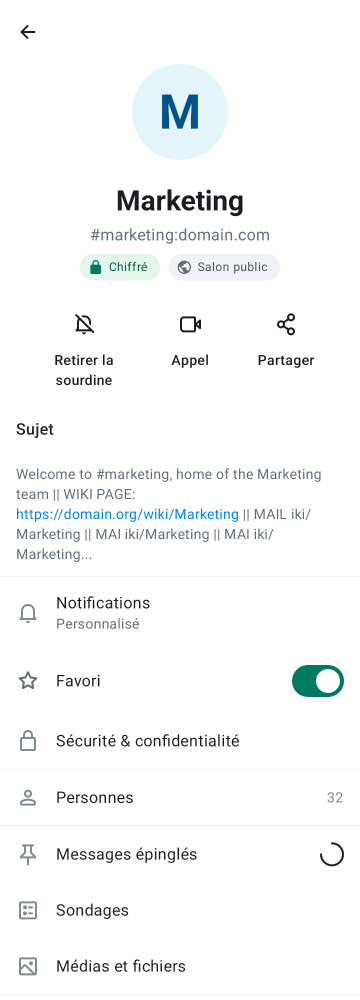 M
Marketing
#marketing:domain.com
Chiffré
Salon public
Retirer la
sourdine
Appel
Partager
Sujet
Welcome to #marketing, home of the Marketing
team || WIKI PAGE:
https://domain.org/wiki/Marketing || MAIL iki/
Marketing || MAI iki/Marketing || MAI iki/
Marketing...
Notifications
Personnalisé
Favori
Sécurité & confidentialité
Personnes 32
Messages épinglés
Sondages
Médias et fichiers